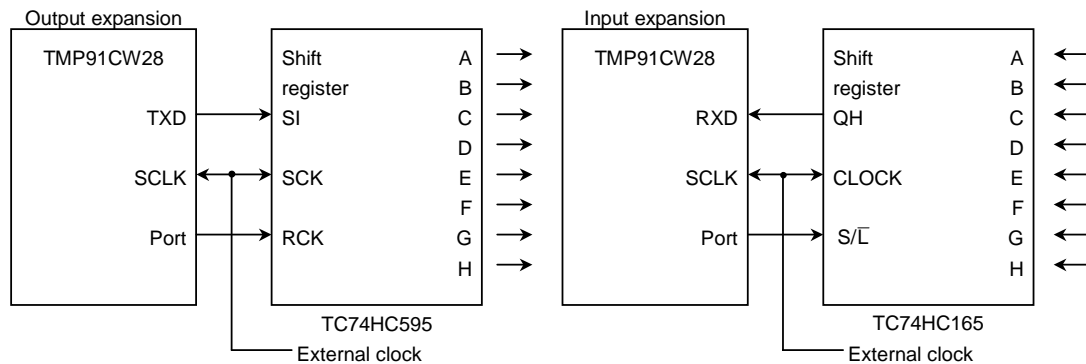 Output expansion
TMP91CW28
TXD
SCLK
Port
Shift
register
SI
SCK
RCK
A
B
C
D
E
F
G
H
TC74HC595
External clock
Input expansion
TMP91CW28
RXD
SCLK
Port
Shift
register
QH
CLOCK
S/L̅
A
B
C
D
E
F
G
H
TC74HC165
External clock